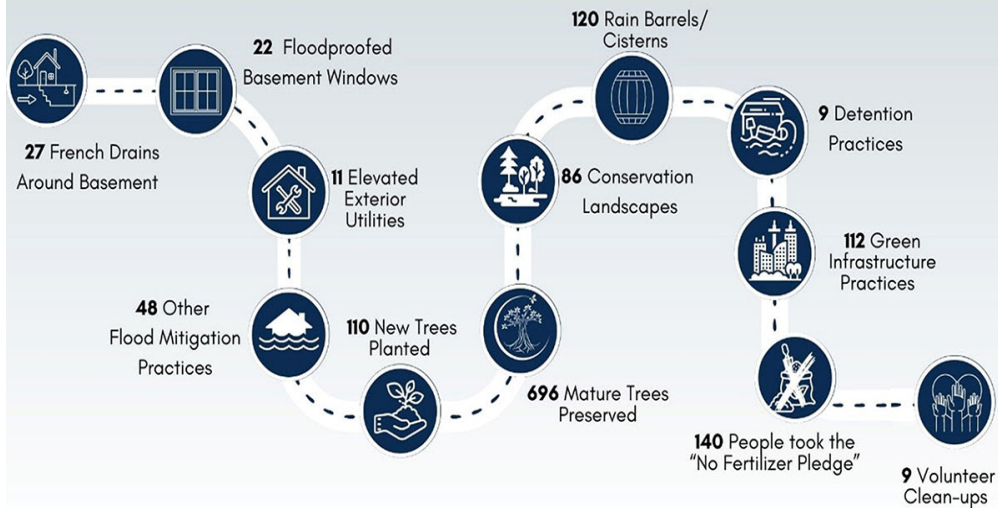 27 French Drains
Around Basement
22 Floodproofed
Basement Windows
11 Elevated
Exterior
Utilities
48 Other
Flood Mitigation
Practices
110 New Trees
Planted
696 Mature Trees
Preserved
86 Conservation
Landscapes
120 Rain Barrels/
Cisterns
9 Detention
Practices
112 Green
Infrastructure
Practices
140 People took the
“No Fertilizer Pledge”
9 Volunteer
Clean-ups